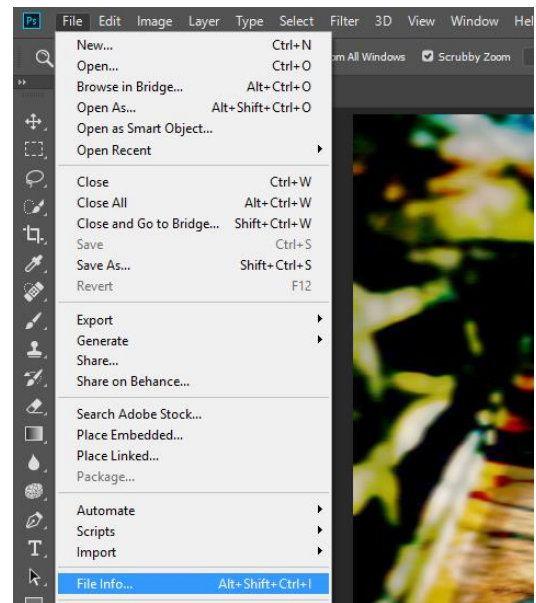 Ps File Edit Image Layer Type Select Filter 3D View Window Hel
om All Windows Scrubby Zoom
New... Ctrl+N
Open... Ctrl+O
Browse in Bridge... Alt+Ctrl+O
Open As... Alt+Shift+Ctrl+O
Open as Smart Object...
Open Recent
Close Ctrl+W
Close All Alt+Ctrl+W
Close and Go to Bridge... Shift+Ctrl+W
Save Ctrl+S
Save As... Shift+Ctrl+S
Revert F12
Export
Generate
Share...
Share on Behance...
Search Adobe Stock...
Place Embedded...
Place Linked...
Package...
Automate
Scripts
Import
File Info... Alt+Shift+Ctrl+I